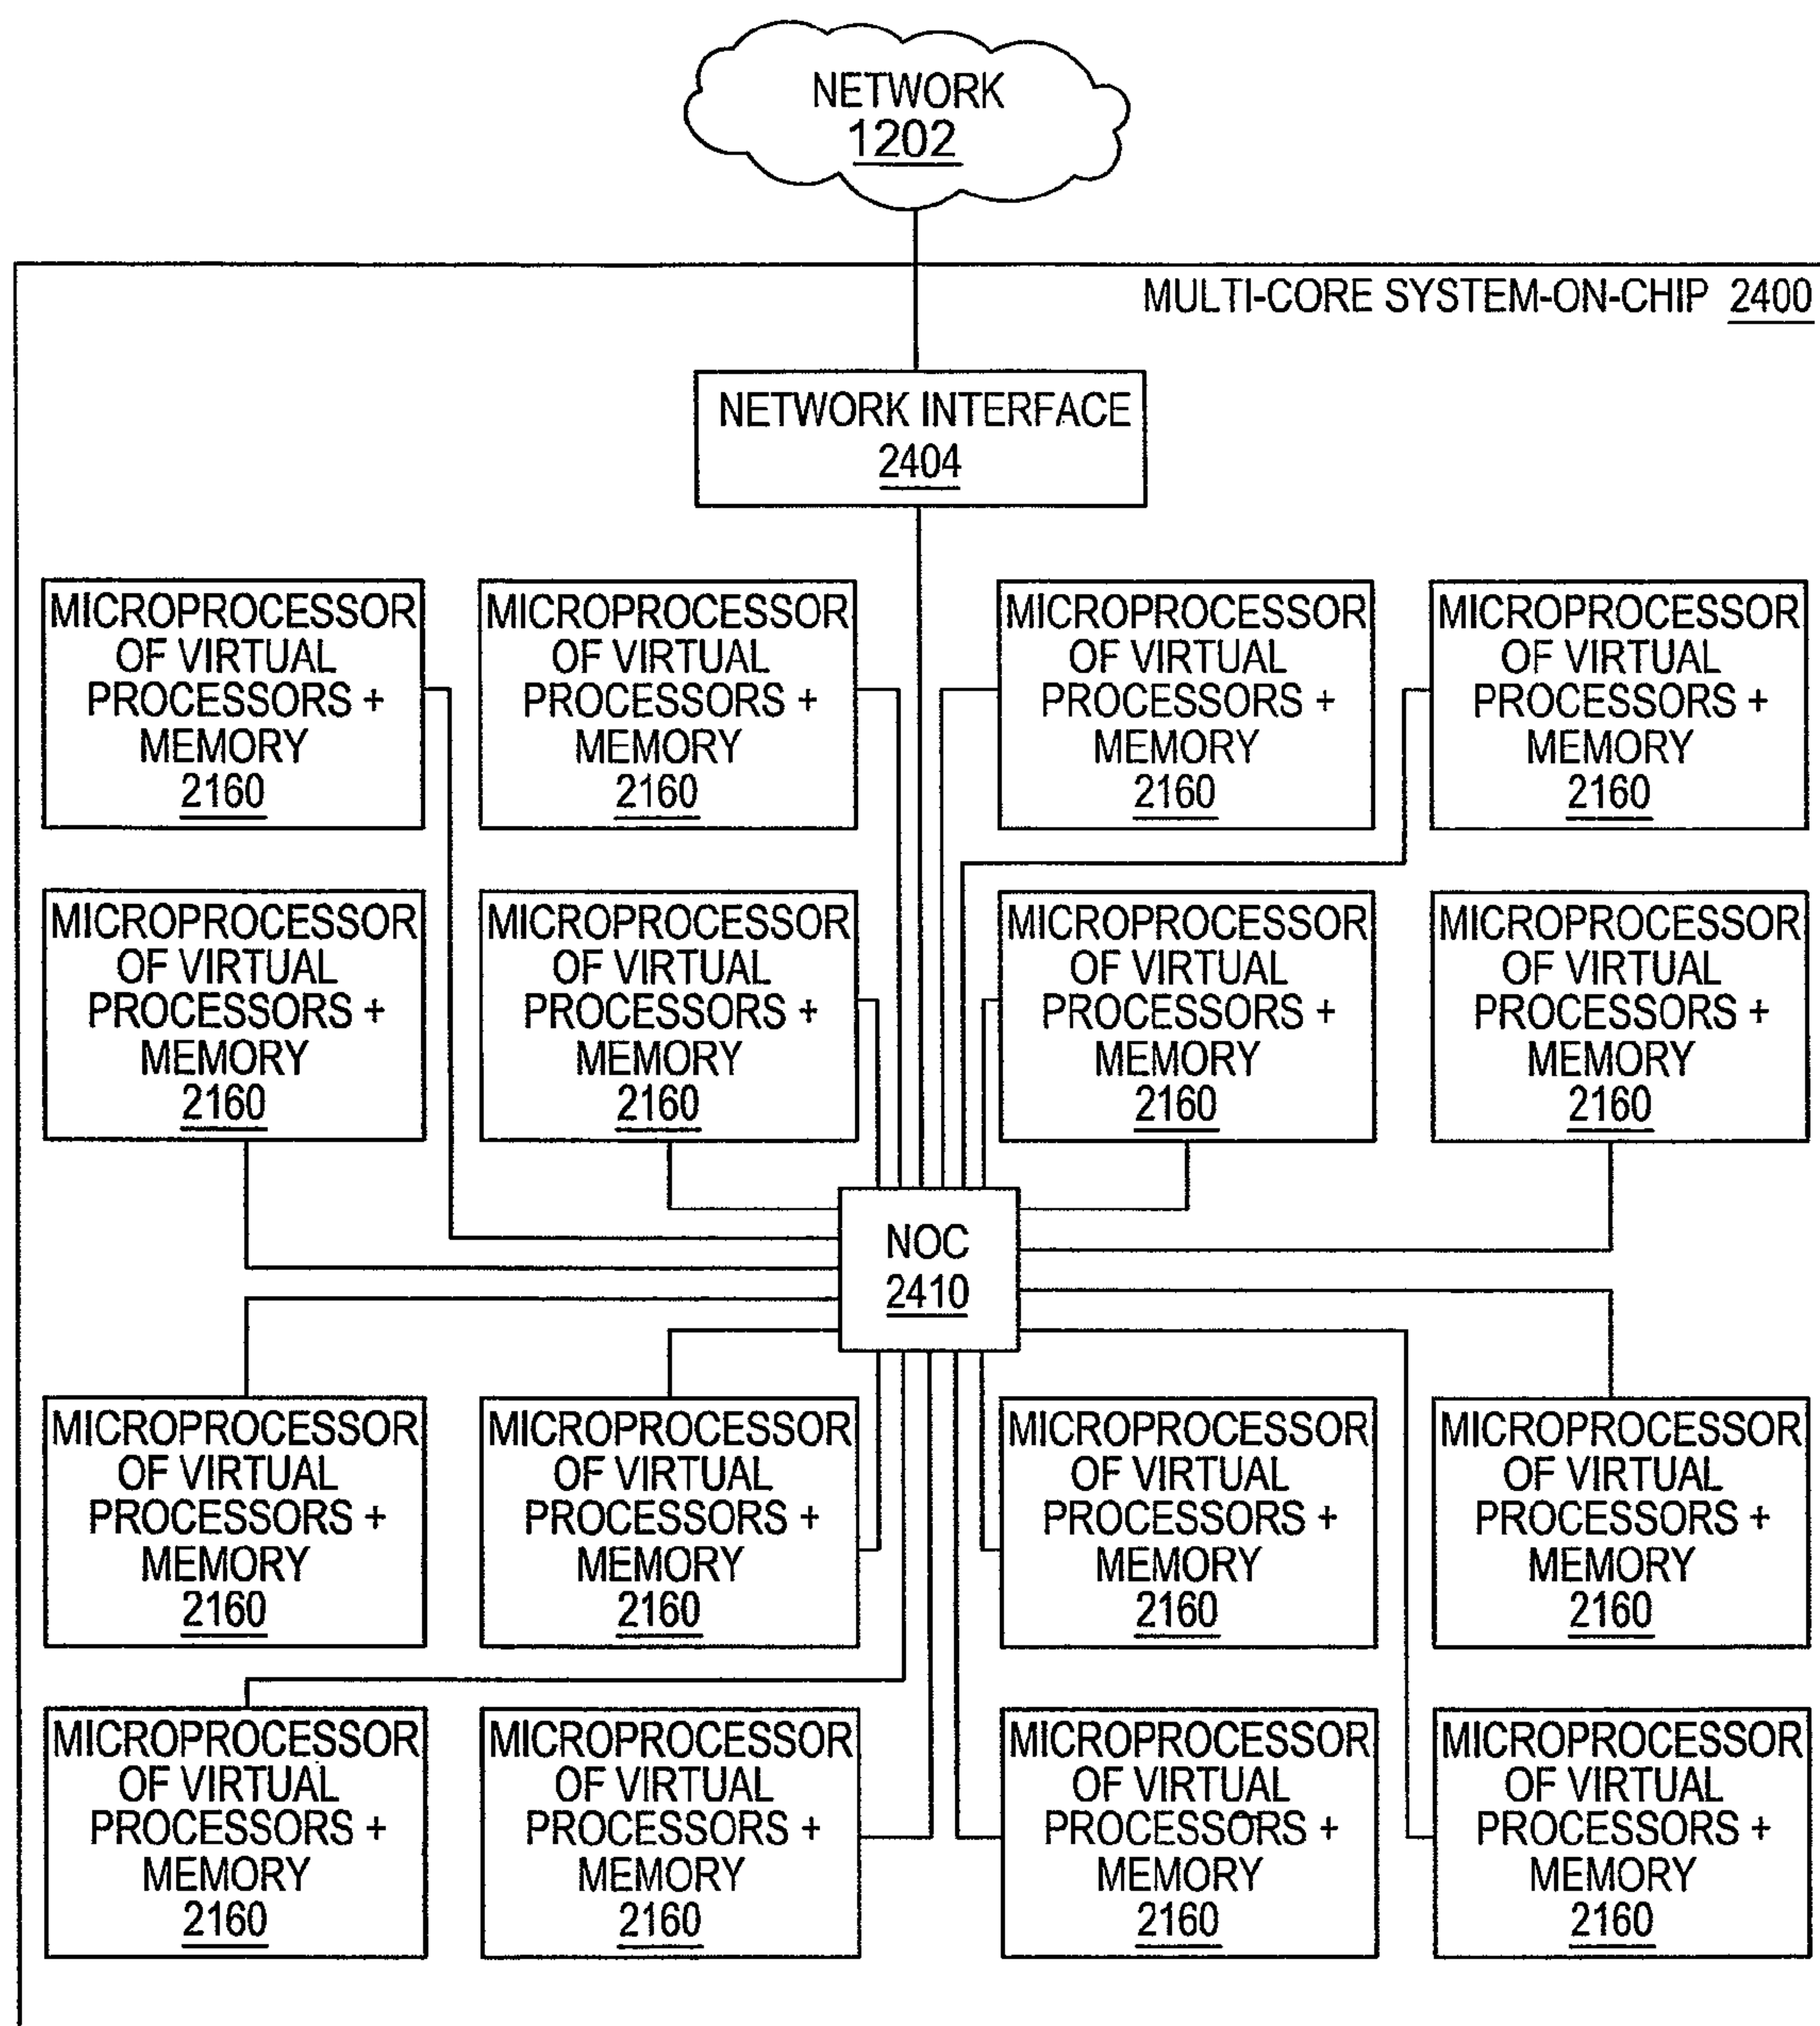 NETWORK
1202
MULTI-CORE SYSTEM-ON-CHIP 2400
NETWORK INTERFACE
2404
MICROPROCESSOR
OF VIRTUAL
PROCESSORS +
MEMORY
2160
MICROPROCESSOR
OF VIRTUAL
PROCESSORS +
MEMORY
2160
MICROPROCESSOR
OF VIRTUAL
PROCESSORS +
MEMORY
2160
MICROPROCESSOR
OF VIRTUAL
PROCESSORS +
MEMORY
2160
MICROPROCESSOR
OF VIRTUAL
PROCESSORS +
MEMORY
2160
MICROPROCESSOR
OF VIRTUAL
PROCESSORS +
MEMORY
2160
MICROPROCESSOR
OF VIRTUAL
PROCESSORS +
MEMORY
2160
MICROPROCESSOR
OF VIRTUAL
PROCESSORS +
MEMORY
2160
NOC
2410
MICROPROCESSOR
OF VIRTUAL
PROCESSORS +
MEMORY
2160
MICROPROCESSOR
OF VIRTUAL
PROCESSORS +
MEMORY
2160
MICROPROCESSOR
OF VIRTUAL
PROCESSORS +
MEMORY
2160
MICROPROCESSOR
OF VIRTUAL
PROCESSORS +
MEMORY
2160
MICROPROCESSOR
OF VIRTUAL
PROCESSORS +
MEMORY
2160
MICROPROCESSOR
OF VIRTUAL
PROCESSORS +
MEMORY
2160
MICROPROCESSOR
OF VIRTUAL
PROCESSORS +
MEMORY
2160
MICROPROCESSOR
OF VIRTUAL
PROCESSORS +
MEMORY
2160